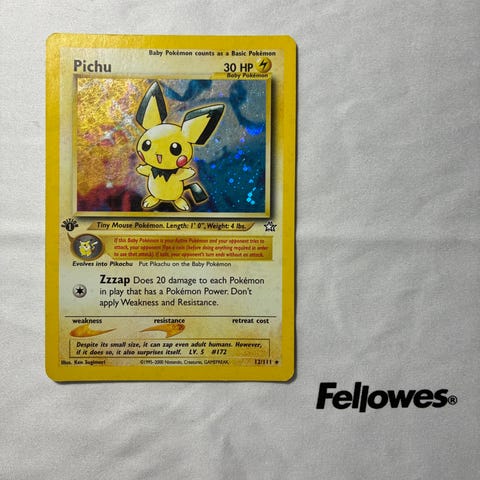 Baby Pokémon counts as a Basic Pokémon
Pichu
30 HP
Baby Pokémon
Tiny Mouse Pokémon. Length: 1' 0", Weight: 4 lbs.
If this Baby Pokémon is your Active Pokémon and your opponent tries to
attack, your opponent flips a coin (before doing anything required in order
to use that attack). If tails, your opponent's turn ends without an attack.
Evolves into Pikachu Put Pikachu on the Baby Pokémon
Zzzap Does 20 damage to each Pokémon
in play that has a Pokémon Power. Don't
apply Weakness and Resistance.
weakness resistance retreat cost
Despite its small size, it can zap even adult humans. However,
if it does so, it also surprises itself. LV. 5 #172
Illus. Ken Sugimori
©1995-2000 Nintendo, Creatures, GAMEFREAK.
12/111
Fellowes®